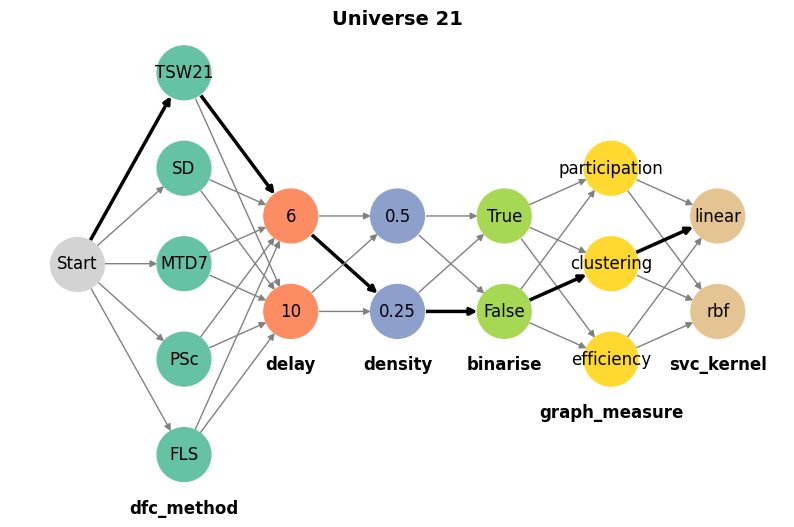 Universe 21
Start
TSW21
SD
MTD7
PSc
FLS
dfc_method
6
10
delay
0.5
0.25
density
True
False
binarise
participation
clustering
efficiency
graph_measure
linear
rbf
svc_kernel